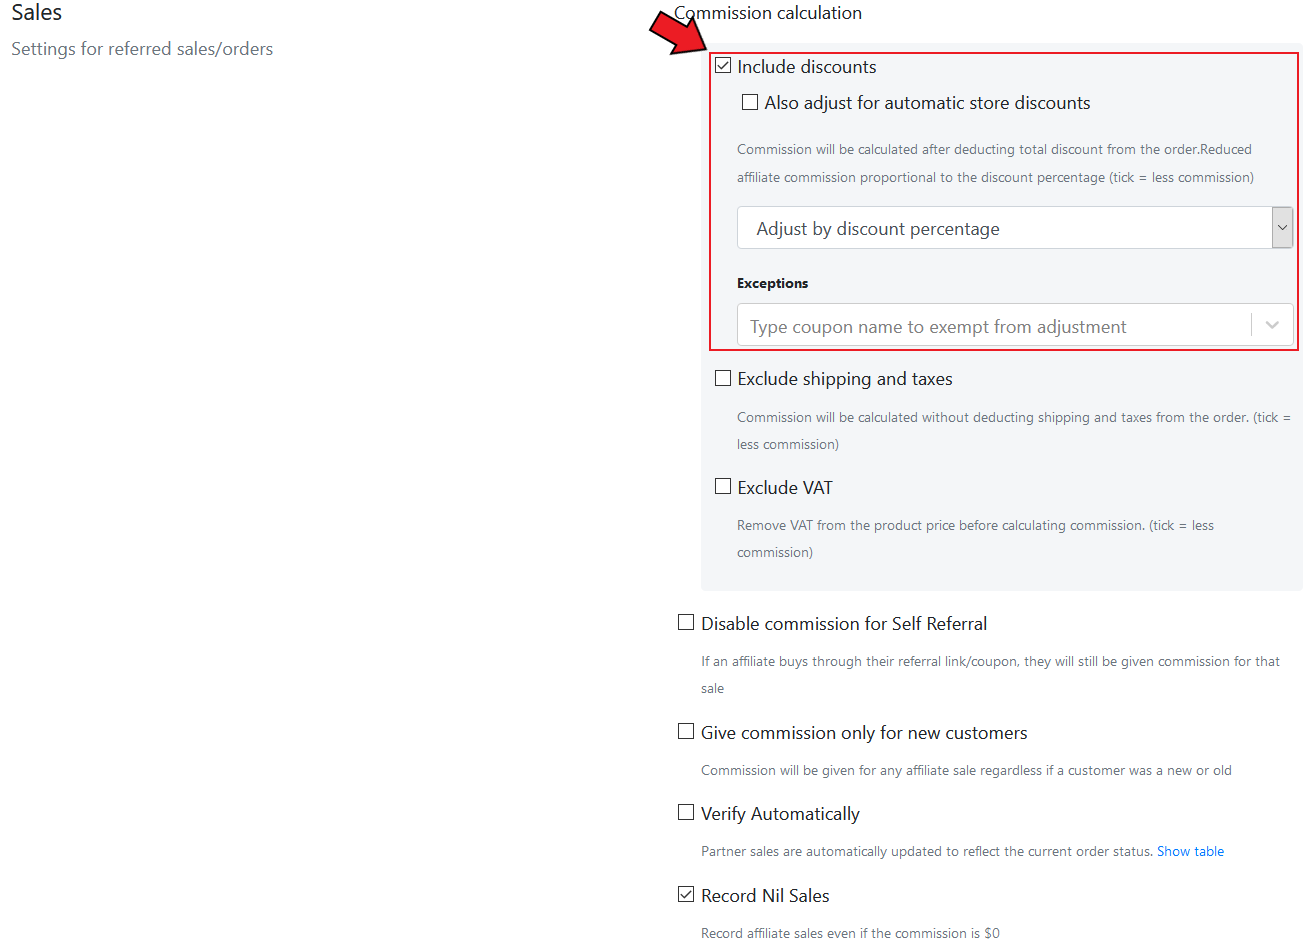 Sales
Settings for referred sales/orders
Commission calculation
Include discounts
Also adjust for automatic store discounts
Commission will be calculated after deducting total discount from the order.Reduced
affiliate commission proportional to the discount percentage (tick = less commission)
Adjust by discount percentage
Exceptions
Type coupon name to exempt from adjustment
Exclude shipping and taxes
Commission will be calculated without deducting shipping and taxes from the order. (tick =
less commission)
Exclude VAT
Remove VAT from the product price before calculating commission. (tick = less
commission)
Disable commission for Self Referral
If an affiliate buys through their referral link/coupon, they will still be given commission for that
sale
Give commission only for new customers
Commission will be given for any affiliate sale regardless if a customer was a new or old
Verify Automatically
Partner sales are automatically updated to reflect the current order status. Show table
Record Nil Sales
Record affiliate sales even if the commission is $0